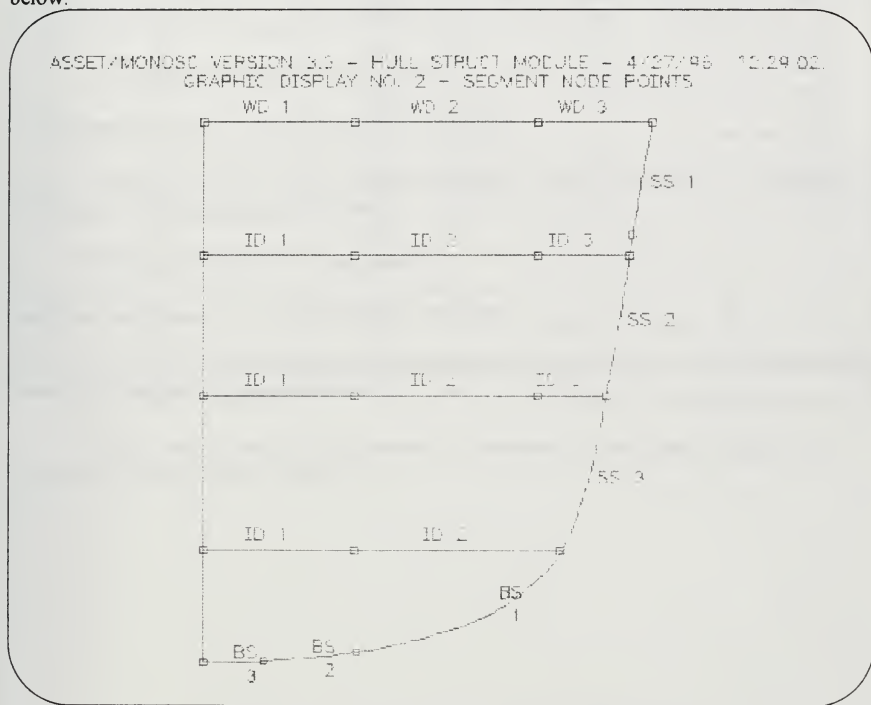 below.
ASSET/MONOSC VERSION 3.3 - HULL STRUCT MODULE - 4/27/96 12:29:02
GRAPHIC DISPLAY NO. 2 - SEGMENT NODE POINTS
WD 1 WD 2 WD 3
SS 1
ID 1 ID 2 ID 3
SS 2
ID 1 ID 2 ID
SS 3
ID 1 ID 2
BS 1
BS 3
BS 2